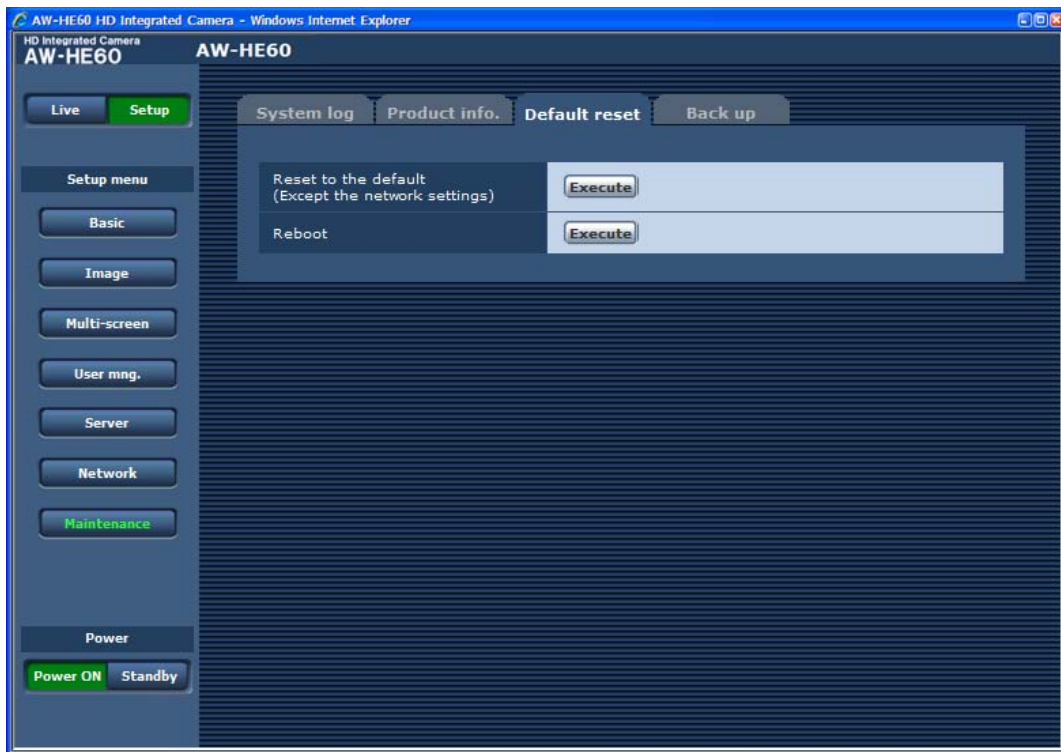 AW-HE60 HD Integrated Camera - Windows Internet Explorer
HD Integrated Camera
AW-HE60
AW-HE60
Live
Setup
System log
Product info.
Default reset
Back up
Setup menu
Basic
Image
Multi-screen
User mng.
Server
Network
Maintenance
Reset to the default
(Except the network settings)
Execute
Reboot
Execute
Power
Power ON
Standby